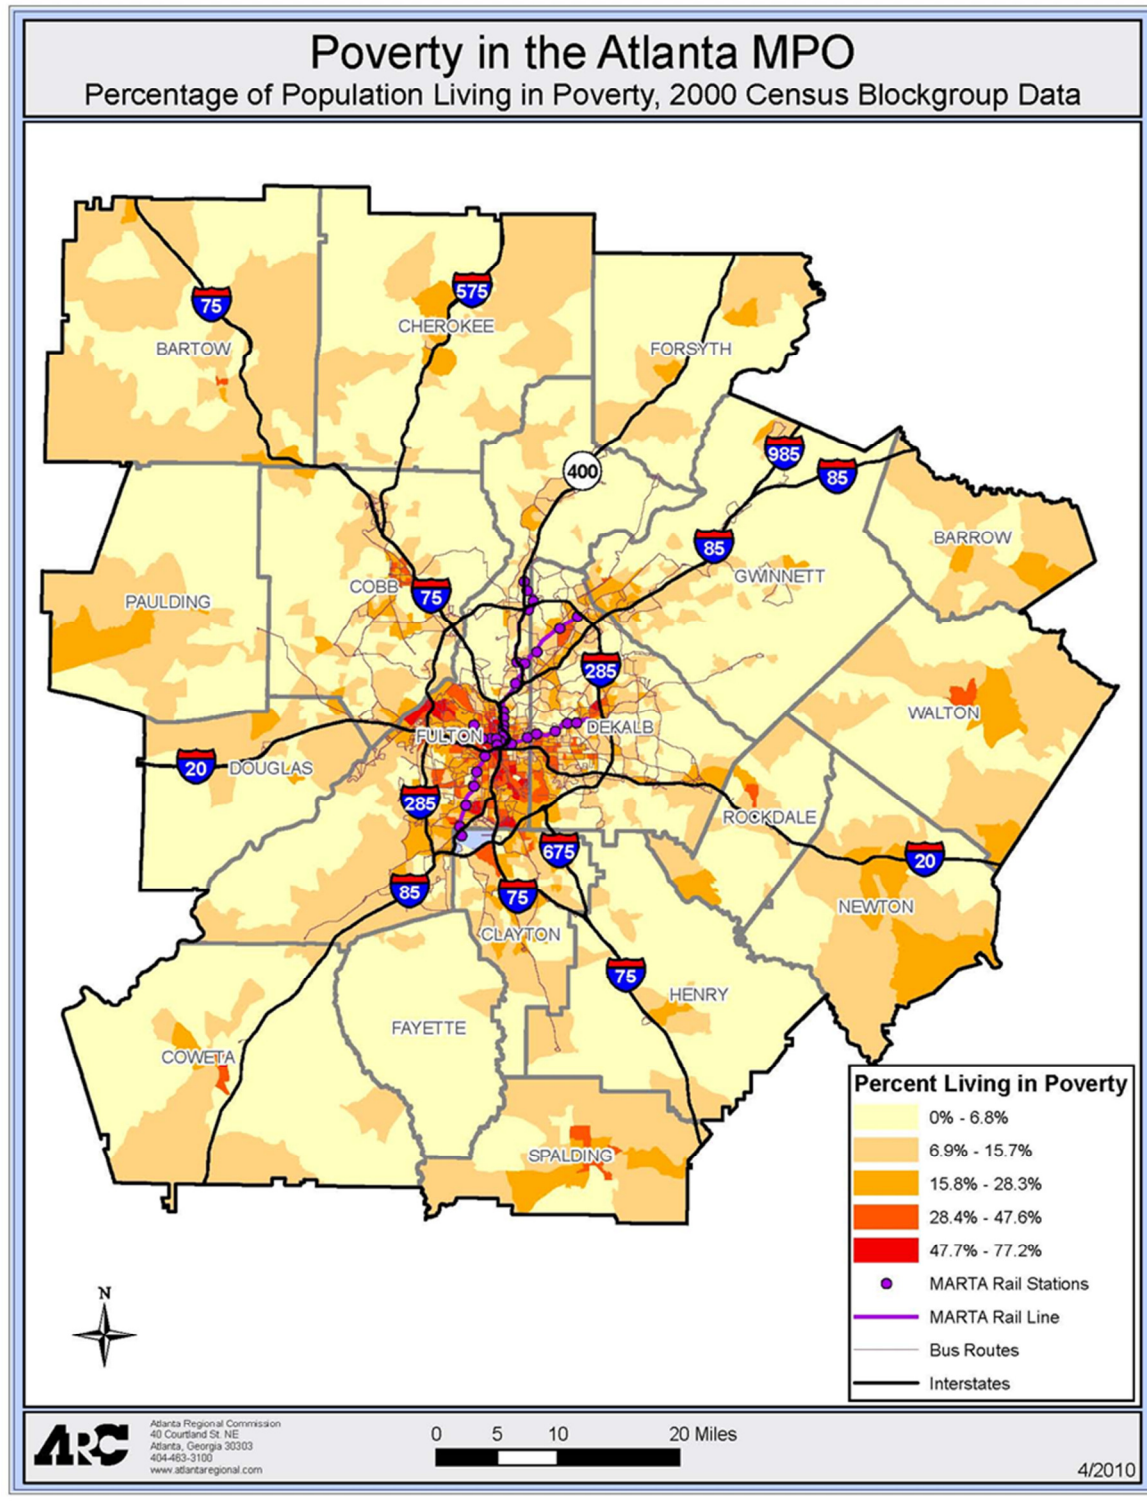 Poverty in the Atlanta MPO
Percentage of Population Living in Poverty, 2000 Census Blockgroup Data
575
75
CHEROKEE
BARTOW
FORSYTH
985
400
85
BARROW
85
GWINNETT
COBB
75
PAULDING
285
WALTON
DEKALB
FULTON
20
DOUGLAS
285
ROCKDALE
675
20
85
75
NEWTON
CLAYTON
75
HENRY
FAYETTE
COWETA
SPALDING
Percent Living in Poverty
0% - 6.8%
6.9% - 15.7%
15.8% - 28.3%
28.4% - 47.6%
47.7% - 77.2%
MARTA Rail Stations
MARTA Rail Line
Bus Routes
Interstates
N
ARC
Atlanta Regional Commission
40 Courtland St. NE
Atlanta, Georgia 30303
404-463-3100
www.atlantaregional.com
0 5 10 20 Miles
4/2010